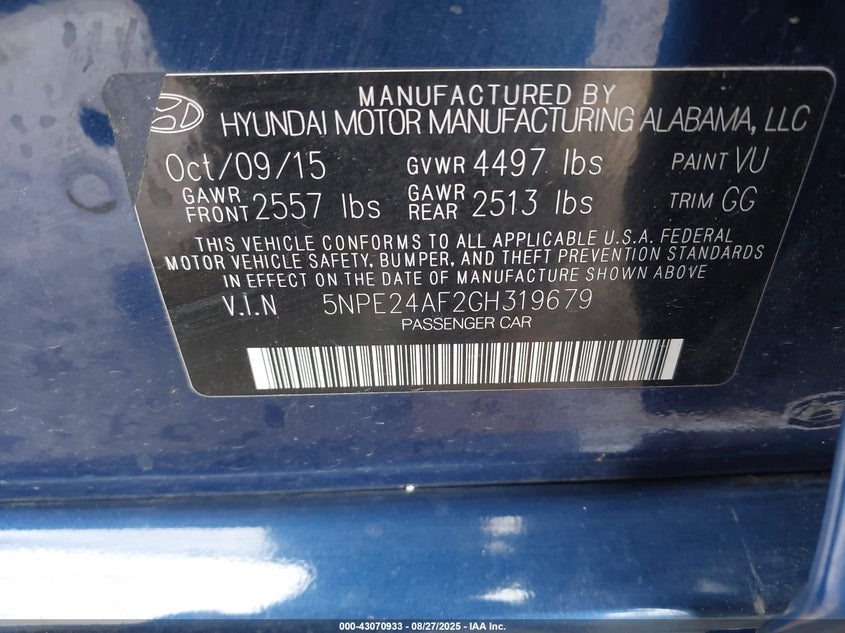 MANUFACTURED BY
HYUNDAI MOTOR MANUFACTURING ALABAMA, LLC
Oct/09/15 GVWR 4497 lbs PAINT VU
GAWR FRONT 2557 lbs GAWR REAR 2513 lbs TRIM GG
THIS VEHICLE CONFORMS TO ALL APPLICABLE U.S.A. FEDERAL
MOTOR VEHICLE SAFETY, BUMPER, AND THEFT PREVENTION STANDARDS
IN EFFECT ON THE DATE OF MANUFACTURE SHOWN ABOVE
V.I.N 5NPE24AF2GH319679
PASSENGER CAR
000-43070933 - 08/27/2025 - IAA Inc.